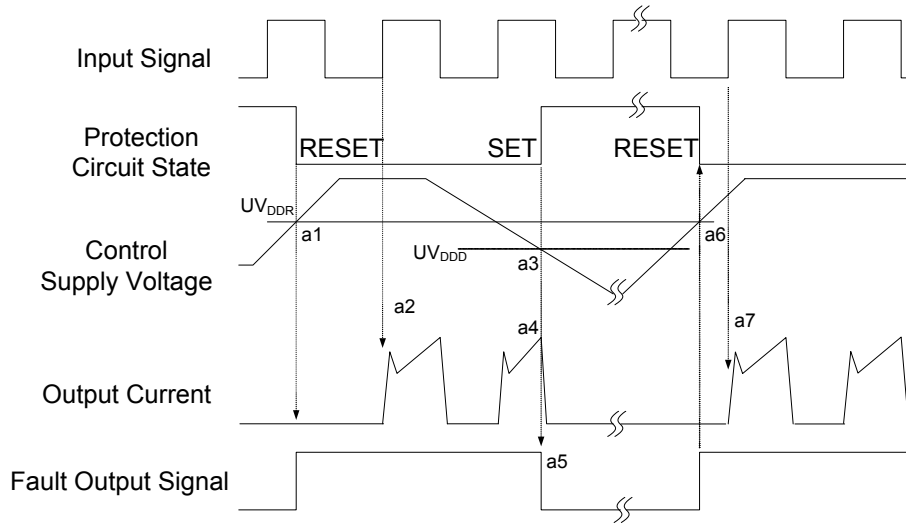 Input Signal
Protection
Circuit State
RESET
SET
RESET
UVDDR
a1
a6
Control
Supply Voltage
UVDDD
a3
a2
a4
a7
Output Current
a5
Fault Output Signal